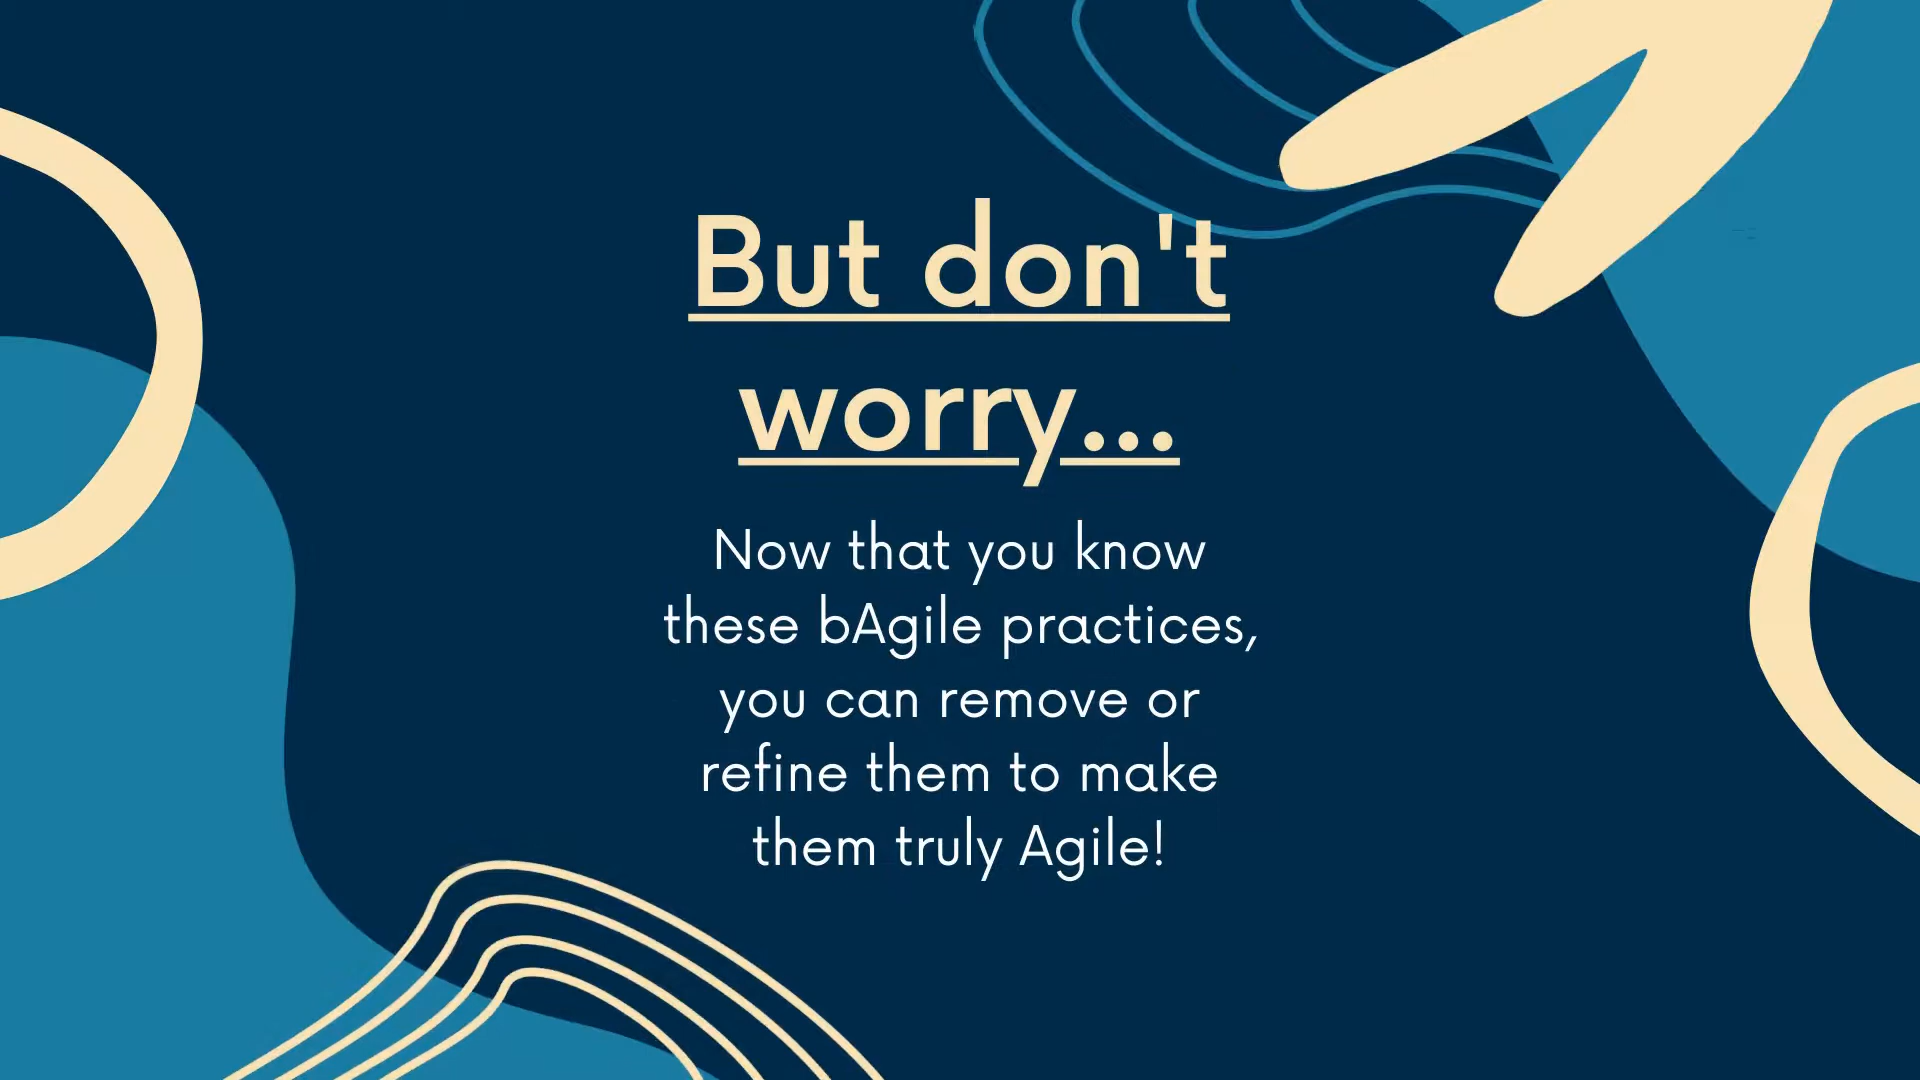 But don't
worry...
Now that you know
these bAgile practices,
you can remove or
refine them to make
them truly Agile!